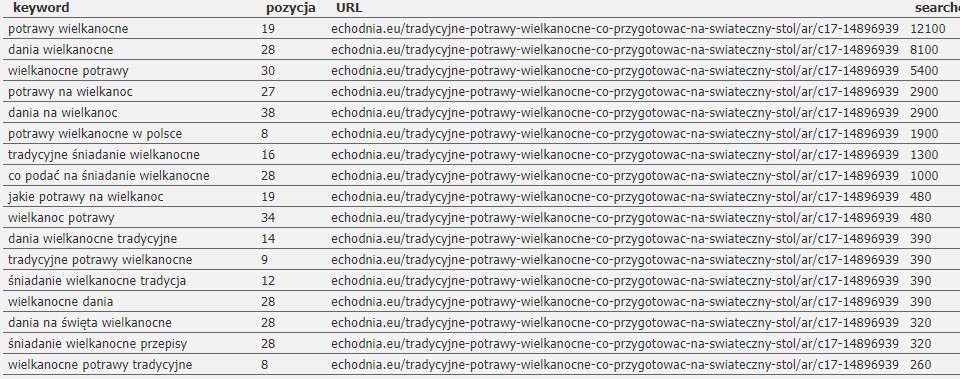 keyword pozycja URL searche
potrawy wielkanocne 19 echodnia.eu/tradycyjne-potrawy-wielkanocne-co-przygotowac-na-swiateczny-stol/ar/c17-14896939 12100
dania wielkanocne 28 echodnia.eu/tradycyjne-potrawy-wielkanocne-co-przygotowac-na-swiateczny-stol/ar/c17-14896939 8100
wielkanocne potrawy 30 echodnia.eu/tradycyjne-potrawy-wielkanocne-co-przygotowac-na-swiateczny-stol/ar/c17-14896939 5400
potrawy na wielkanoc 27 echodnia.eu/tradycyjne-potrawy-wielkanocne-co-przygotowac-na-swiateczny-stol/ar/c17-14896939 2900
dania na wielkanoc 38 echodnia.eu/tradycyjne-potrawy-wielkanocne-co-przygotowac-na-swiateczny-stol/ar/c17-14896939 2900
potrawy wielkanocne w polsce 8 echodnia.eu/tradycyjne-potrawy-wielkanocne-co-przygotowac-na-swiateczny-stol/ar/c17-14896939 1900
tradycyjne śniadanie wielkanocne 16 echodnia.eu/tradycyjne-potrawy-wielkanocne-co-przygotowac-na-swiateczny-stol/ar/c17-14896939 1300
co podać na śniadanie wielkanocne 28 echodnia.eu/tradycyjne-potrawy-wielkanocne-co-przygotowac-na-swiateczny-stol/ar/c17-14896939 1000
jakie potrawy na wielkanoc 19 echodnia.eu/tradycyjne-potrawy-wielkanocne-co-przygotowac-na-swiateczny-stol/ar/c17-14896939 480
wielkanoc potrawy 34 echodnia.eu/tradycyjne-potrawy-wielkanocne-co-przygotowac-na-swiateczny-stol/ar/c17-14896939 480
dania wielkanocne tradycyjne 14 echodnia.eu/tradycyjne-potrawy-wielkanocne-co-przygotowac-na-swiateczny-stol/ar/c17-14896939 390
tradycyjne potrawy wielkanocne 9 echodnia.eu/tradycyjne-potrawy-wielkanocne-co-przygotowac-na-swiateczny-stol/ar/c17-14896939 390
śniadanie wielkanocne tradycja 12 echodnia.eu/tradycyjne-potrawy-wielkanocne-co-przygotowac-na-swiateczny-stol/ar/c17-14896939 390
wielkanocne dania 28 echodnia.eu/tradycyjne-potrawy-wielkanocne-co-przygotowac-na-swiateczny-stol/ar/c17-14896939 390
dania na święta wielkanocne 28 echodnia.eu/tradycyjne-potrawy-wielkanocne-co-przygotowac-na-swiateczny-stol/ar/c17-14896939 320
śniadanie wielkanocne przepisy 28 echodnia.eu/tradycyjne-potrawy-wielkanocne-co-przygotowac-na-swiateczny-stol/ar/c17-14896939 320
wielkanocne potrawy tradycyjne 8 echodnia.eu/tradycyjne-potrawy-wielkanocne-co-przygotowac-na-swiateczny-stol/ar/c17-14896939 260